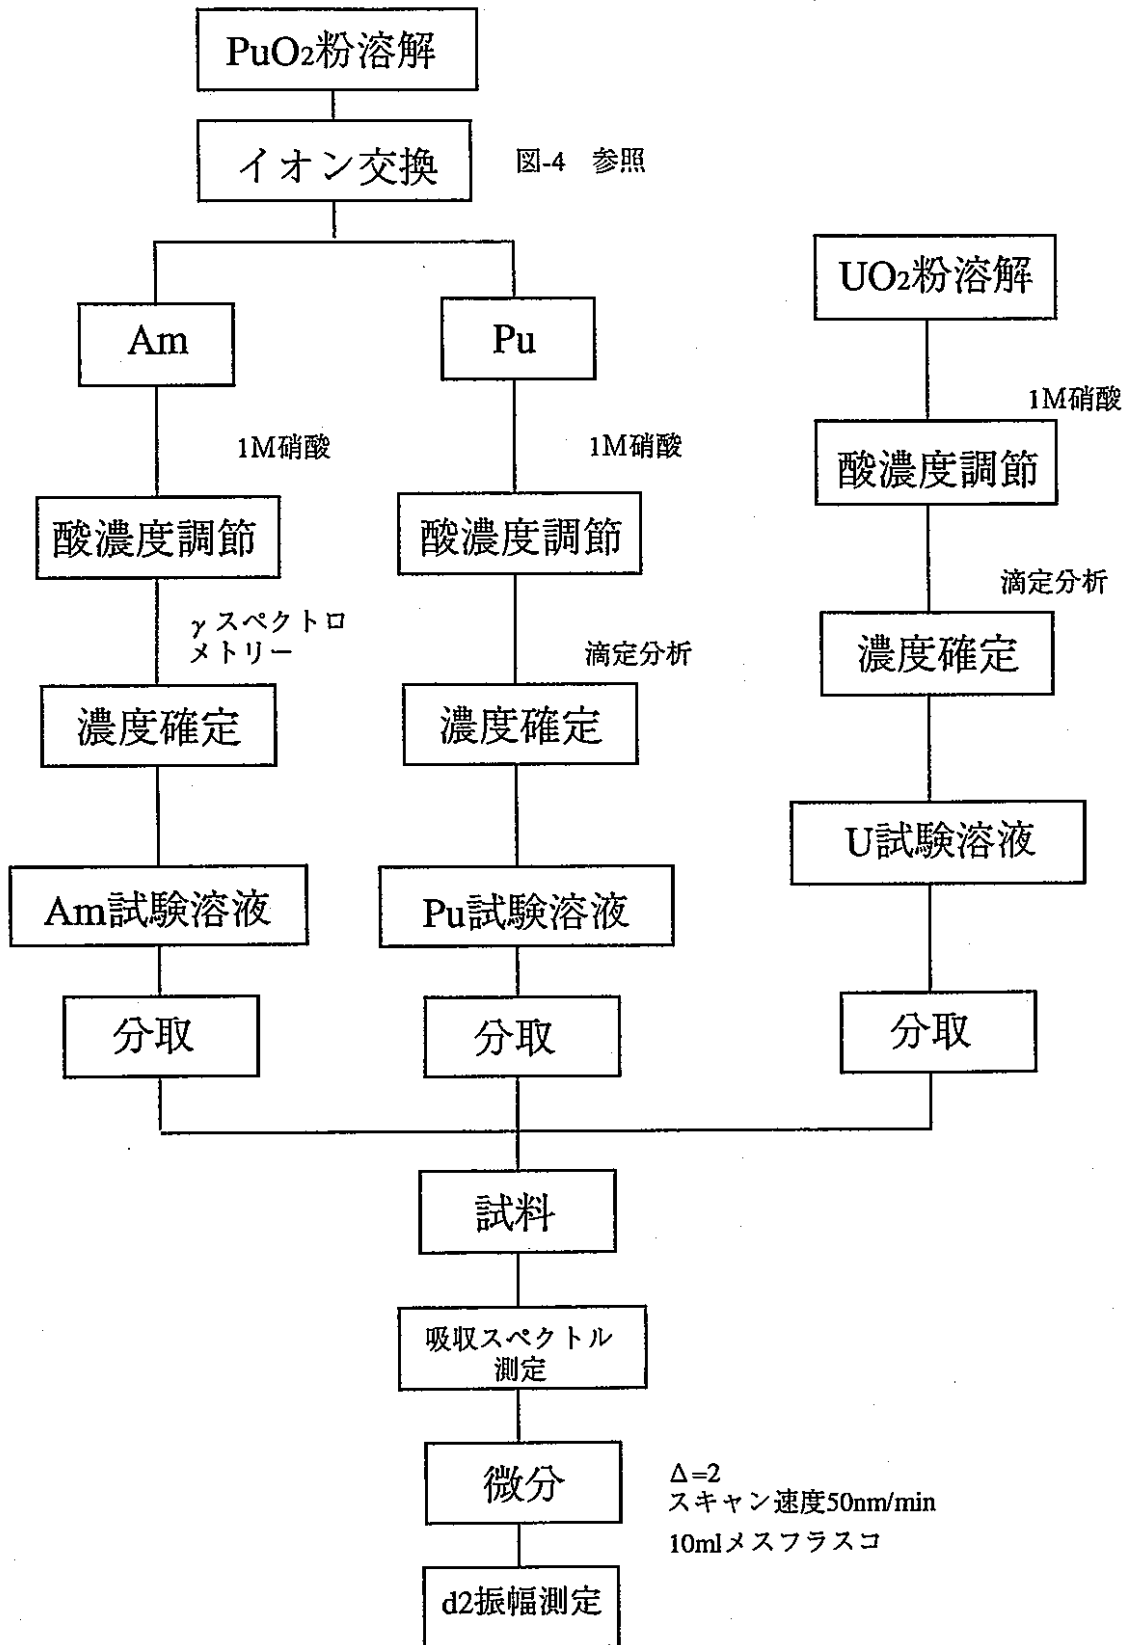 PuO2粉溶解
イオン交換
図-4 参照
Am
Pu
UO2粉溶解
1M硝酸
1M硝酸
1M硝酸
酸濃度調節
酸濃度調節
酸濃度調節
γスペクトロ
メトリー
滴定分析
滴定分析
濃度確定
濃度確定
濃度確定
Am試験溶液
Pu試験溶液
U試験溶液
分取
分取
分取
試料
吸収スペクトル
測定
微分
Δ=2
スキャン速度50nm/min
10mlメスフラスコ
d2振幅測定